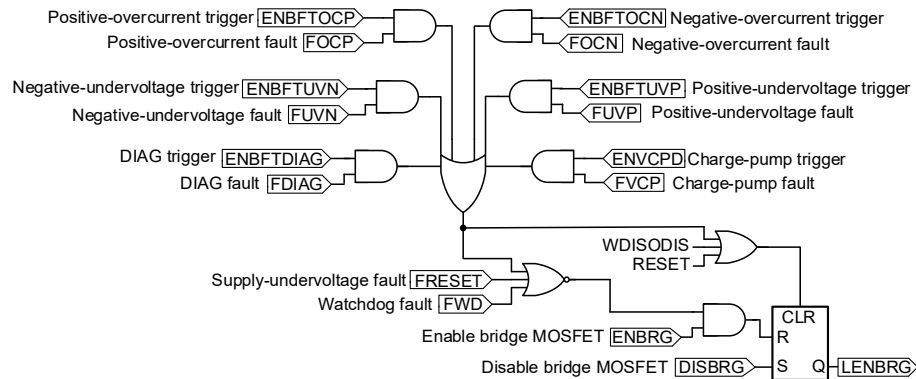 Positive-overcurrent trigger ENBFTOCP
Positive-overcurrent fault FOCP
ENBFTOCN Negative-overcurrent trigger
FOCN Negative-overcurrent fault
Negative-undervoltage trigger ENBFTUVN
Negative-undervoltage fault FUVN
ENBFTUVP Positive-undervoltage trigger
FUVP Positive-undervoltage fault
DIAG trigger ENBFTDIAG
DIAG fault FDIAG
ENVCPD Charge-pump trigger
FVCP Charge-pump fault
WDISODIS
RESET
Supply-undervoltage fault FRESET
Watchdog fault FWD
Enable bridge MOSFET ENBRG
Disable bridge MOSFET DISBRG
CLR
R
S Q LENBRG